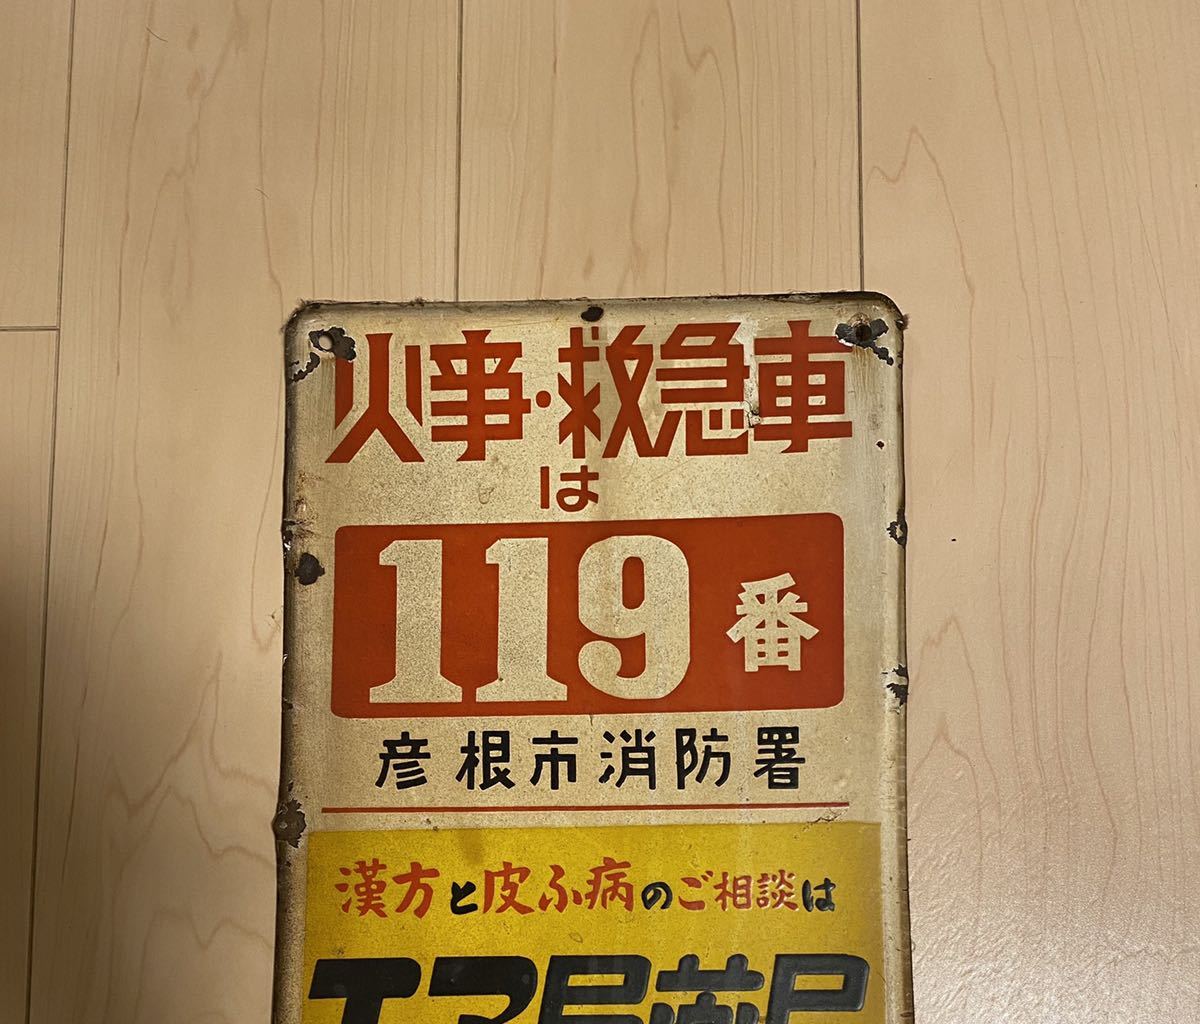 火事・救急車
は
119番
彦根市消防署
漢方と皮ふ病のご相談は